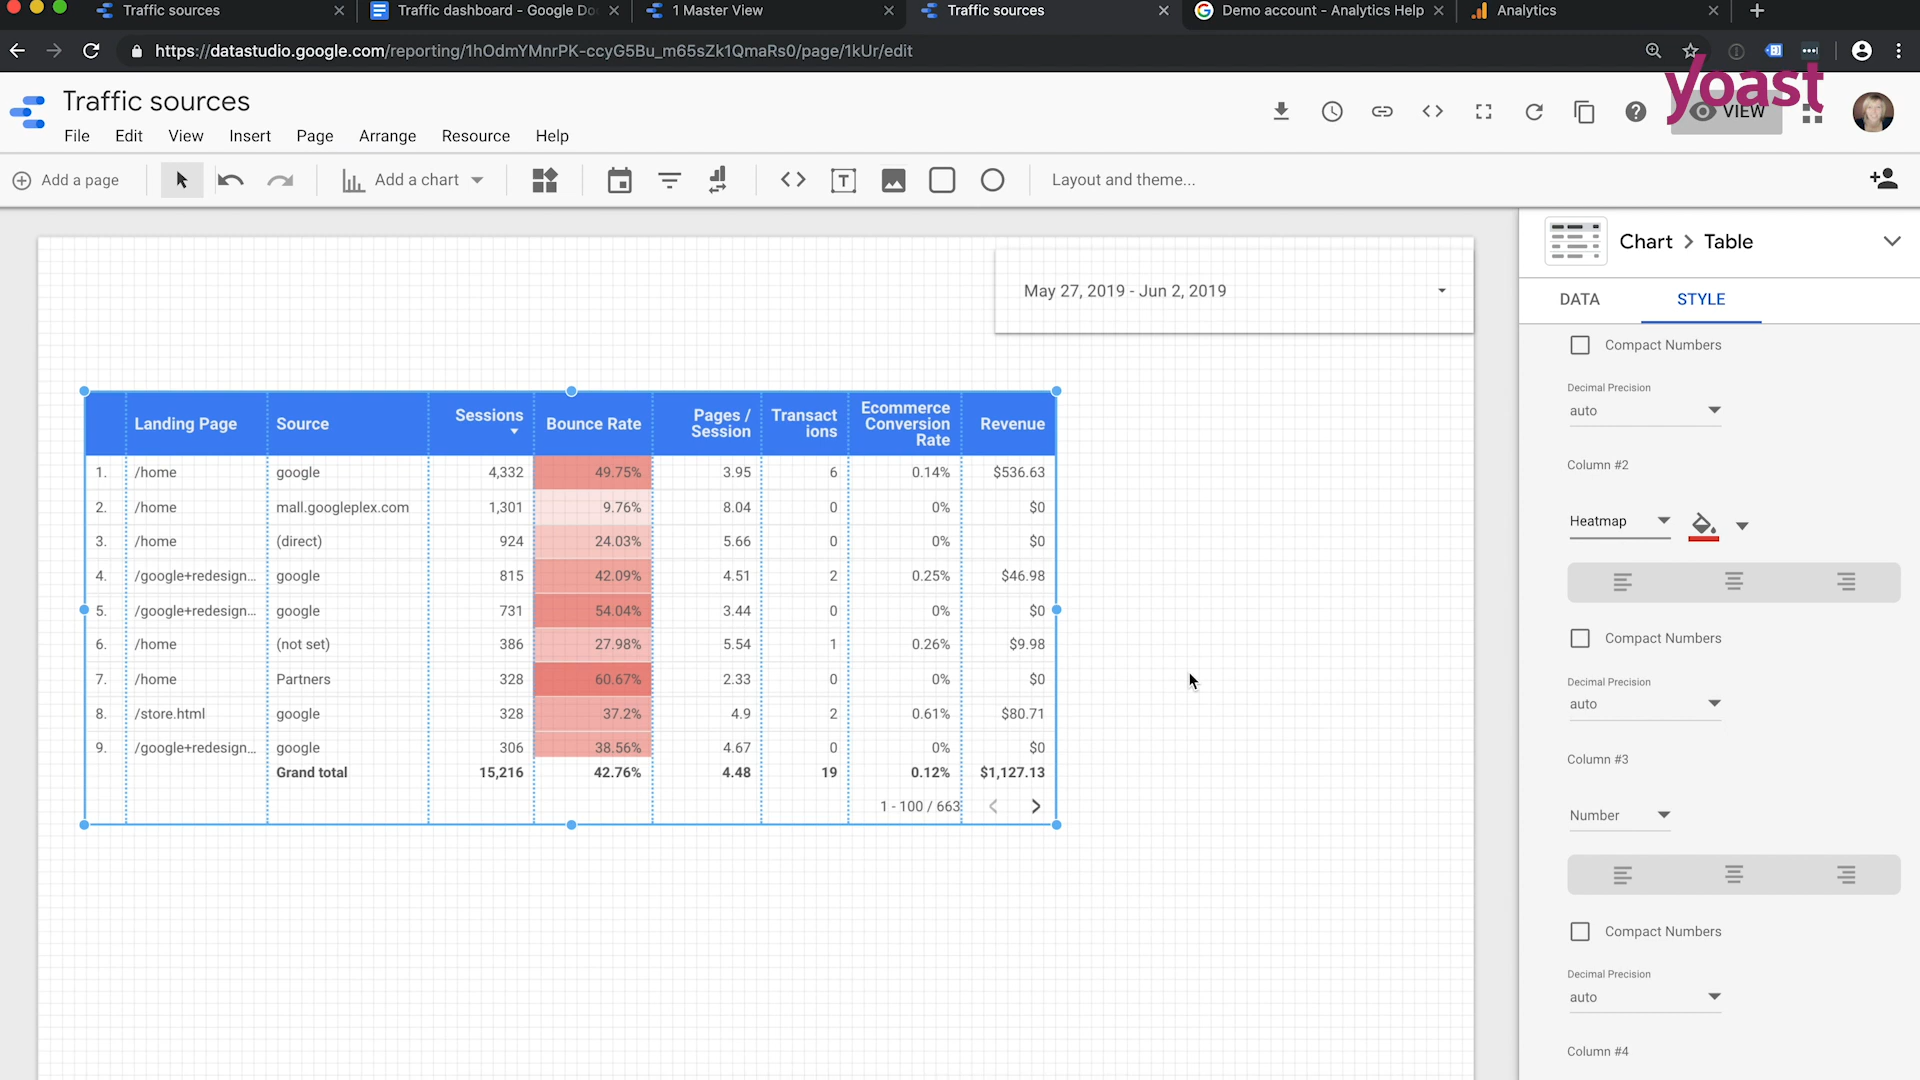 Traffic sources
Traffic dashboard - Google Do
1 Master View
Traffic sources
Demo account - Analytics Help
Analytics
https://datastudio.google.com/reporting/1hOdmYMnrPK-ccyG5Bu_m65sZk1QmaRs0/page/1kUr/edit
yoast
Traffic sources
VIEW
File Edit View Insert Page Arrange Resource Help
Add a page
Add a chart
Layout and theme...
May 27, 2019 - Jun 2, 2019
Landing Page Source Sessions Bounce Rate Pages / Session Transactions Ecommerce Conversion Rate Revenue
1. /home google 4,332 49.75% 3.95 6 0.14% $536.63
2. /home mall.googleplex.com 1,301 9.76% 8.04 0 0% $0
3. /home (direct) 924 24.03% 5.66 0 0% $0
4. /google+redesign... google 815 42.09% 4.51 2 0.25% $46.98
5. /google+redesign... google 731 54.04% 3.44 0 0% $0
6. /home (not set) 386 27.98% 5.54 1 0.26% $9.98
7. /home Partners 328 60.67% 2.33 0 0% $0
8. /store.html google 328 37.2% 4.9 2 0.61% $80.71
9. /google+redesign... google 306 38.56% 4.67 0 0% $0
Grand total 15,216 42.76% 4.48 19 0.12% $1,127.13
1 - 100 / 663
Chart > Table
DATA
STYLE
Compact Numbers
Decimal Precision
auto
Column #2
Heatmap
Compact Numbers
Decimal Precision
auto
Column #3
Number
Compact Numbers
Decimal Precision
auto
Column #4